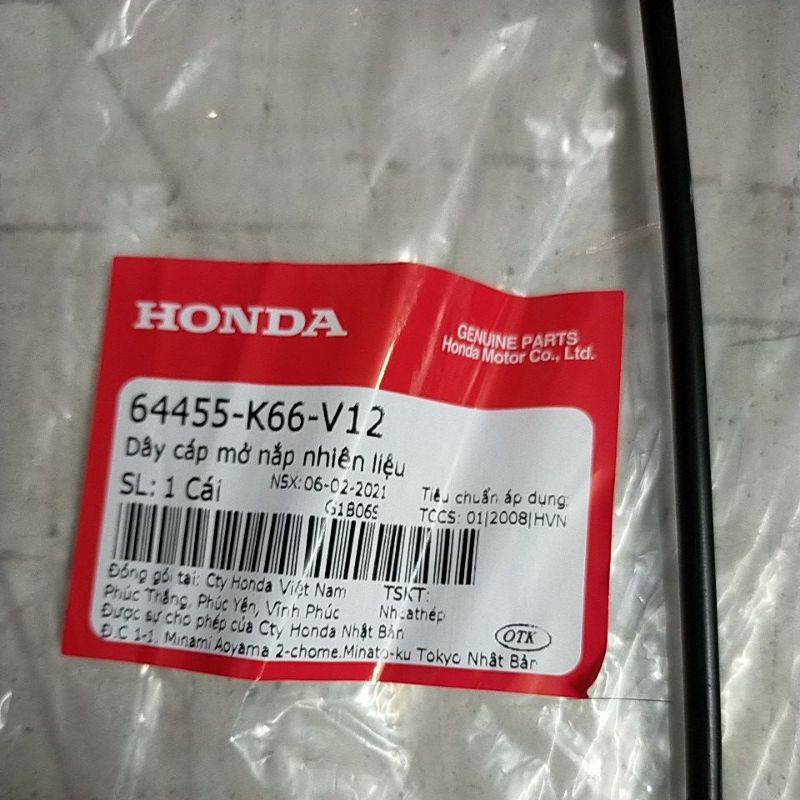 HONDA
GENUINE PARTS
Honda Motor Co., Ltd.
64455-K66-V12
Dây cáp mở nắp nhiên liệu
SL: 1 Cái
NSX: 06-02-2021
Tiêu chuẩn áp dụng:
TCCS: 01|2008|HVN
Đóng gói tại: Cty Honda Việt Nam
TSKT:
Phúc Thắng, Phúc Yên, Vĩnh Phúc
Được sự cho phép của Cty Honda Nhật Bản
OTK
Đ.C 1-1, Minami Aoyama 2-chome,Minato-ku Tokyo Nhật Bản